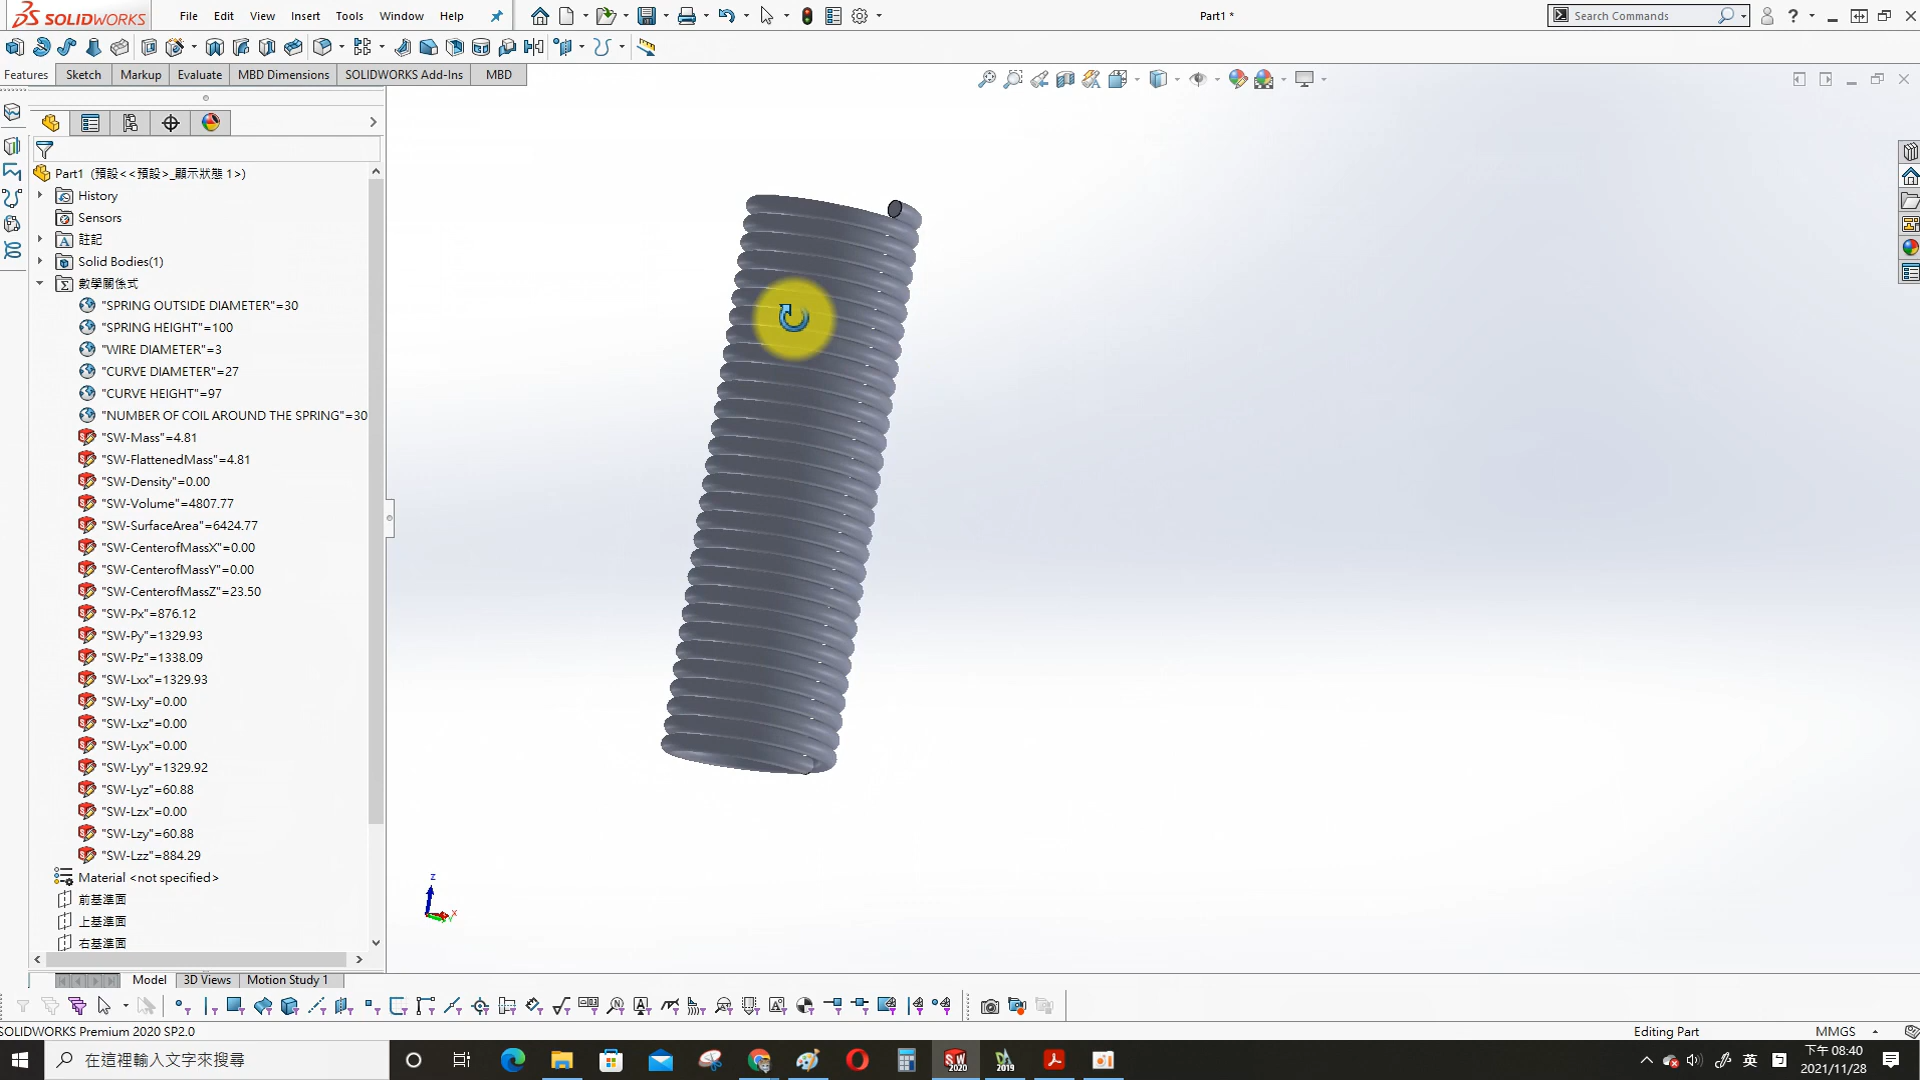 SOLIDWORKS File Edit View Insert Tools Window Help Part1 * Search Commands
Features Sketch Markup Evaluate MBD Dimensions SOLIDWORKS Add-Ins MBD
Part1 (預設<<預設>_顯示狀態 1>)
History
Sensors
註記
Solid Bodies(1)
數學關係式
"SPRING OUTSIDE DIAMETER"=30
"SPRING HEIGHT"=100
"WIRE DIAMETER"=3
"CURVE DIAMETER"=27
"CURVE HEIGHT"=97
"NUMBER OF COIL AROUND THE SPRING"=30
"SW-Mass"=4.81
"SW-FlattenedMass"=4.81
"SW-Density"=0.00
"SW-Volume"=4807.77
"SW-SurfaceArea"=6424.77
"SW-CenterofMassX"=0.00
"SW-CenterofMassY"=0.00
"SW-CenterofMassZ"=23.50
"SW-Px"=876.12
"SW-Py"=1329.93
"SW-Pz"=1338.09
"SW-Lxx"=1329.93
"SW-Lxy"=0.00
"SW-Lxz"=0.00
"SW-Lyx"=0.00
"SW-Lyy"=1329.92
"SW-Lyz"=60.88
"SW-Lzx"=0.00
"SW-Lzy"=60.88
"SW-Lzz"=884.29
Material <not specified>
前基準面
上基準面
右基準面
Z
X
Y
Model 3D Views Motion Study 1
SOLIDWORKS Premium 2020 SP2.0 Editing Part MMGS
在這裡輸入文字來搜尋
SW 2020
2019
英
下午 08:40
2021/11/28